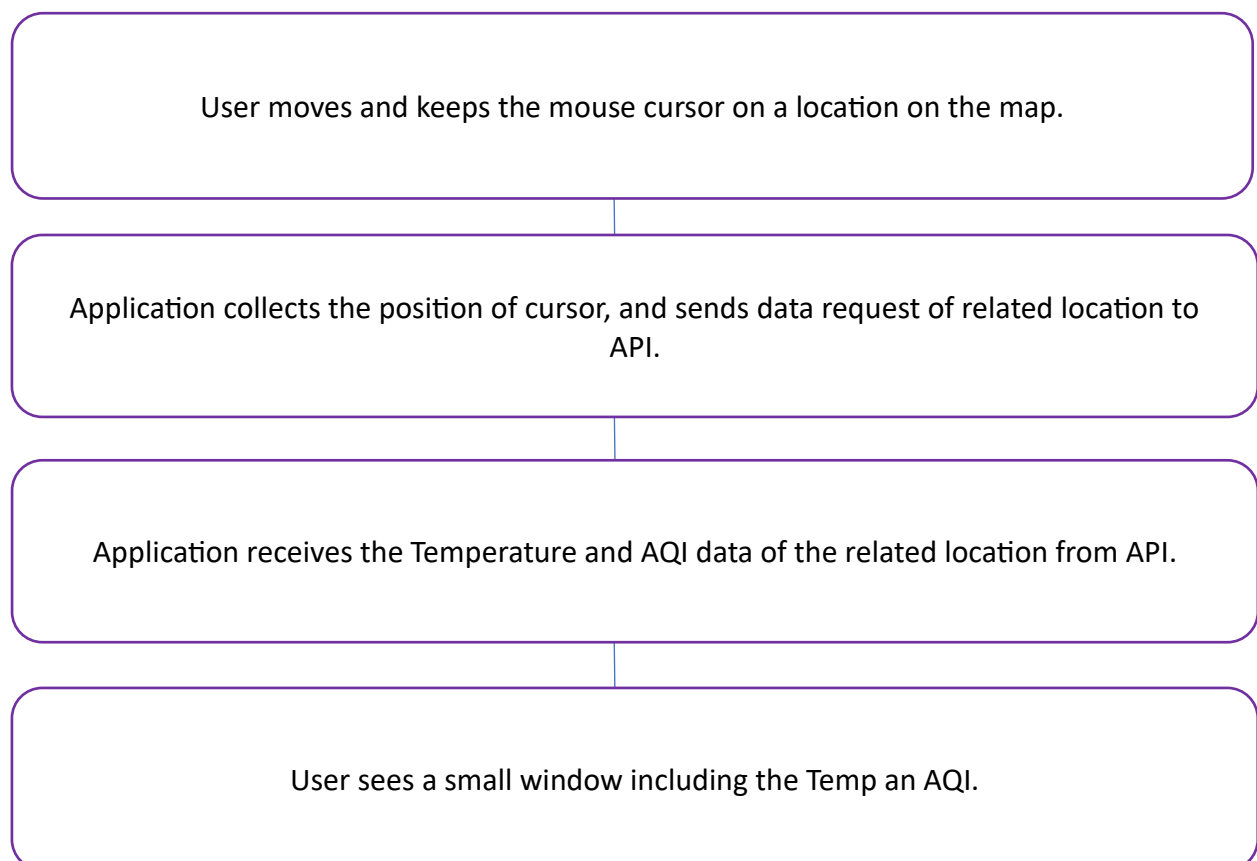 User moves and keeps the mouse cursor on a location on the map.
Application collects the position of cursor, and sends data request of related location to
API.
Application receives the Temperature and AQI data of the related location from API.
User sees a small window including the Temp an AQI.